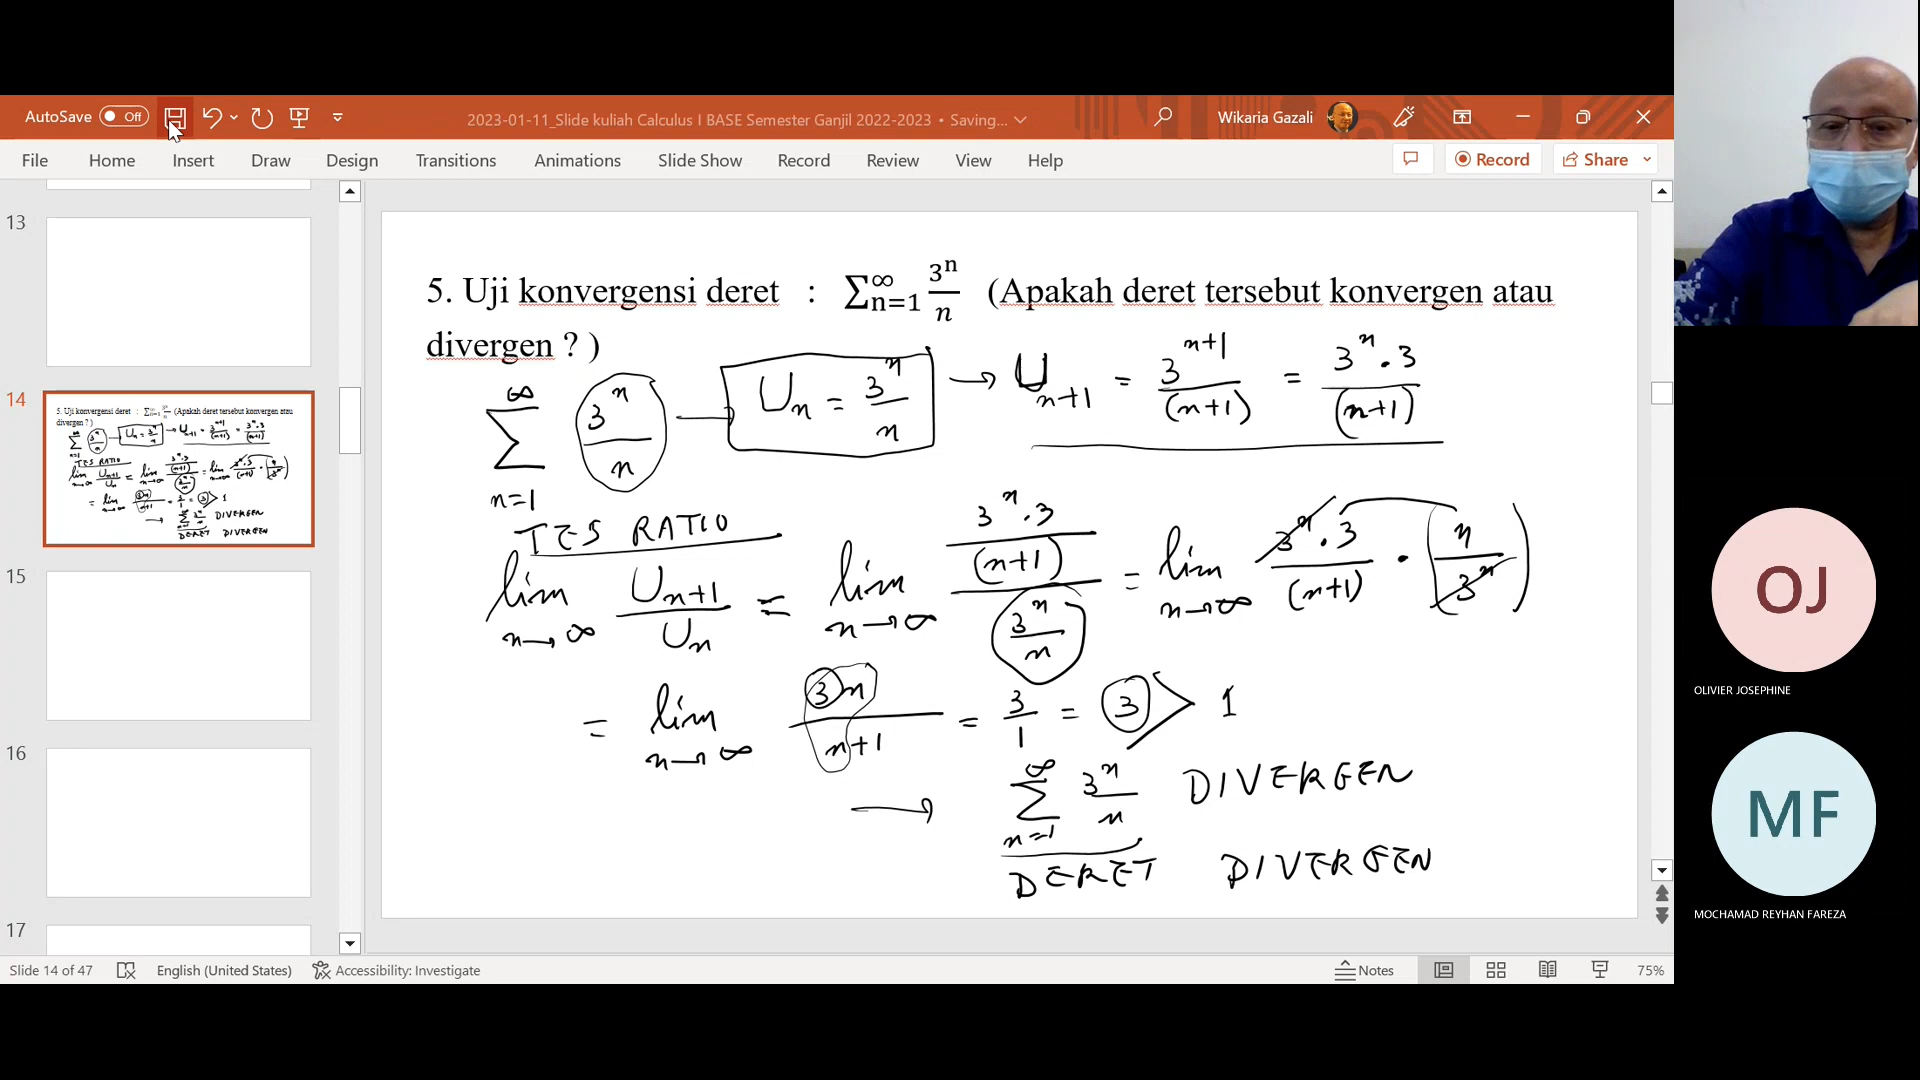 AutoSave Off
2023-01-11_Slide kuliah Calculus I BASE Semester Ganjil 2022-2023 • Saving...
Wikaria Gazali
File Home Insert Draw Design Transitions Animations Slide Show Record Review View Help
Record Share
13
14
15
16
17
5. Uji konvergensi deret : ∑_{n=1}^{∞} 3^n/n (Apakah deret tersebut konvergen atau
divergen ? )
∑_{n=1}^{∞} 3^n/n — U_n = 3^n/n → U_{n+1} = 3^{n+1}/(n+1) = 3^n·3/(n+1)
TES RATIO
lim_{n→∞} U_{n+1}/U_n = lim_{n→∞} (3^n·3/(n+1))/(3^n/n) = lim_{n→∞} 3^n·3/(n+1) · (n/3^n)
= lim_{n→∞} 3n/(n+1) = 3/1 = 3 > 1
→ ∑_{n=1}^{∞} 3^n/n DIVERGEN
DERET DIVERGEN
OJ
OLIVIER JOSEPHINE
MF
MOCHAMAD REYHAN FAREZA
Slide 14 of 47 English (United States) Accessibility: Investigate Notes 75%